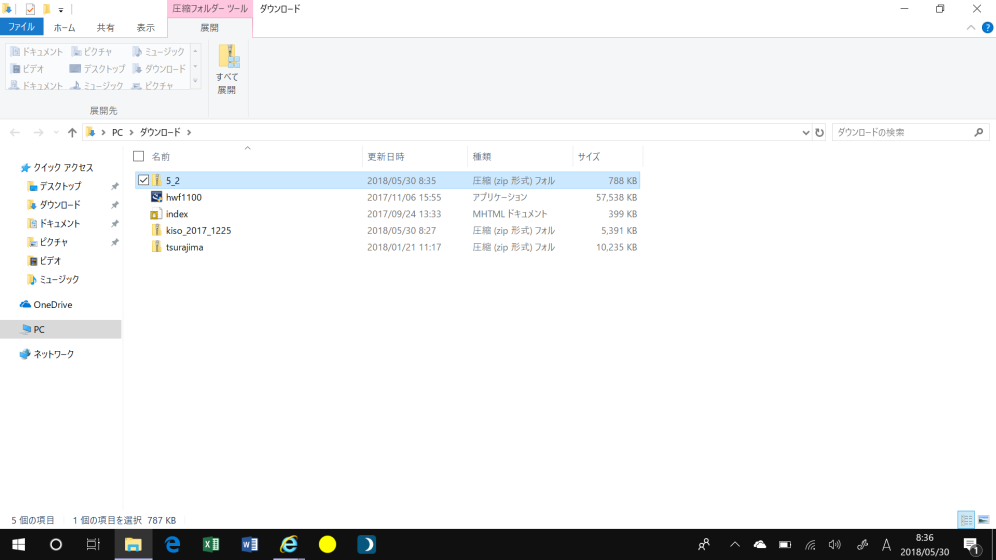 圧縮フォルダー ツール ダウンロード
ファイル ホーム 共有 表示 展開
ドキュメント ピクチャ ミュージック
ビデオ デスクトップ ダウンロード
ドキュメント ミュージック ピクチャ
すべて
展開
展開先
PC ダウンロード ダウンロードの検索
名前 更新日時 種類 サイズ
5_2 2018/05/30 8:35 圧縮 (zip 形式) フォル 788 KB
hwf1100 2017/11/06 15:55 アプリケーション 57,538 KB
index 2017/09/24 13:33 MHTML ドキュメント 399 KB
kiso_2017_1225 2018/05/30 8:27 圧縮 (zip 形式) フォル 5,391 KB
tsurajima 2018/01/21 11:17 圧縮 (zip 形式) フォル 10,235 KB
クイック アクセス
デスクトップ
ダウンロード
ドキュメント
ピクチャ
ビデオ
ミュージック
OneDrive
PC
ネットワーク
5 個の項目 1 個の項目を選択 787 KB
A 8:36
2018/05/30 1